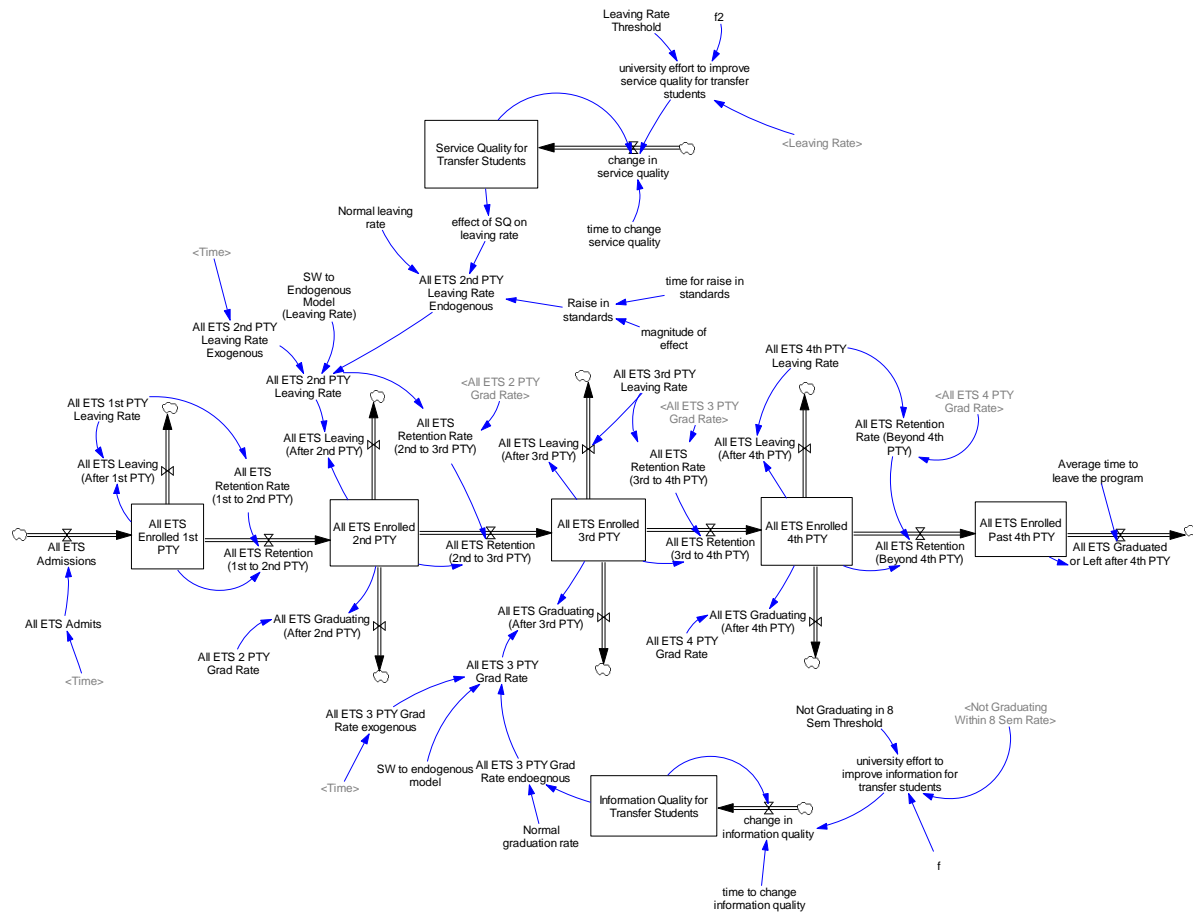 Leaving Rate
Threshold
f2
university effort to improve
service quality for transfer
students
<Leaving Rate>
Service Quality for
Transfer Students
change in
service quality
time to change
service quality
Normal leaving
rate
effect of SQ on
leaving rate
<Time>
SW to
Endogenous
Model
(Leaving Rate)
All ETS 2nd PTY
Leaving Rate
Endogenous
Raise in
standards
time for raise in
standards
magnitude of
effect
All ETS 2nd PTY
Leaving Rate
Exogenous
All ETS 2nd PTY
Leaving Rate
<All ETS 2 PTY
Grad Rate>
All ETS 3rd PTY
Leaving Rate
<All ETS 3 PTY
Grad Rate>
All ETS 4th PTY
Leaving Rate
<All ETS 4 PTY
Grad Rate>
All ETS 1st PTY
Leaving Rate
All ETS Leaving
(After 1st PTY)
All ETS
Retention Rate
(1st to 2nd PTY)
All ETS Leaving
(After 2nd PTY)
All ETS
Retention Rate
(2nd to 3rd PTY)
All ETS Leaving
(After 3rd PTY)
All ETS
Retention Rate
(3rd to 4th PTY)
All ETS Leaving
(After 4th PTY)
All ETS Retention
Rate (Beyond 4th
PTY)
Average time to
leave the program
All ETS
Admissions
All ETS
Enrolled 1st
PTY
All ETS Retention
(1st to 2nd PTY)
All ETS Enrolled
2nd PTY
All ETS Retention
(2nd to 3rd PTY)
All ETS Enrolled
3rd PTY
All ETS Retention
(3rd to 4th PTY)
All ETS Enrolled
4th PTY
All ETS Retention
(Beyond 4th PTY)
All ETS Enrolled
Past 4th PTY
All ETS Graduated
or Left after 4th PTY
All ETS Admits
<Time>
All ETS Graduating
(After 2nd PTY)
All ETS 2 PTY
Grad Rate
All ETS Graduating
(After 3rd PTY)
All ETS Graduating
(After 4th PTY)
All ETS 4 PTY
Grad Rate
All ETS 3 PTY
Grad Rate
All ETS 3 PTY Grad
Rate exogenous
<Time>
SW to endogenous
model
All ETS 3 PTY Grad
Rate endoegnous
Normal
graduation rate
Information Quality for
Transfer Students
change in
information quality
time to change
information quality
Not Graduating in 8
Sem Threshold
<Not Graduating
Within 8 Sem Rate>
university effort to
improve information for
transfer students
f